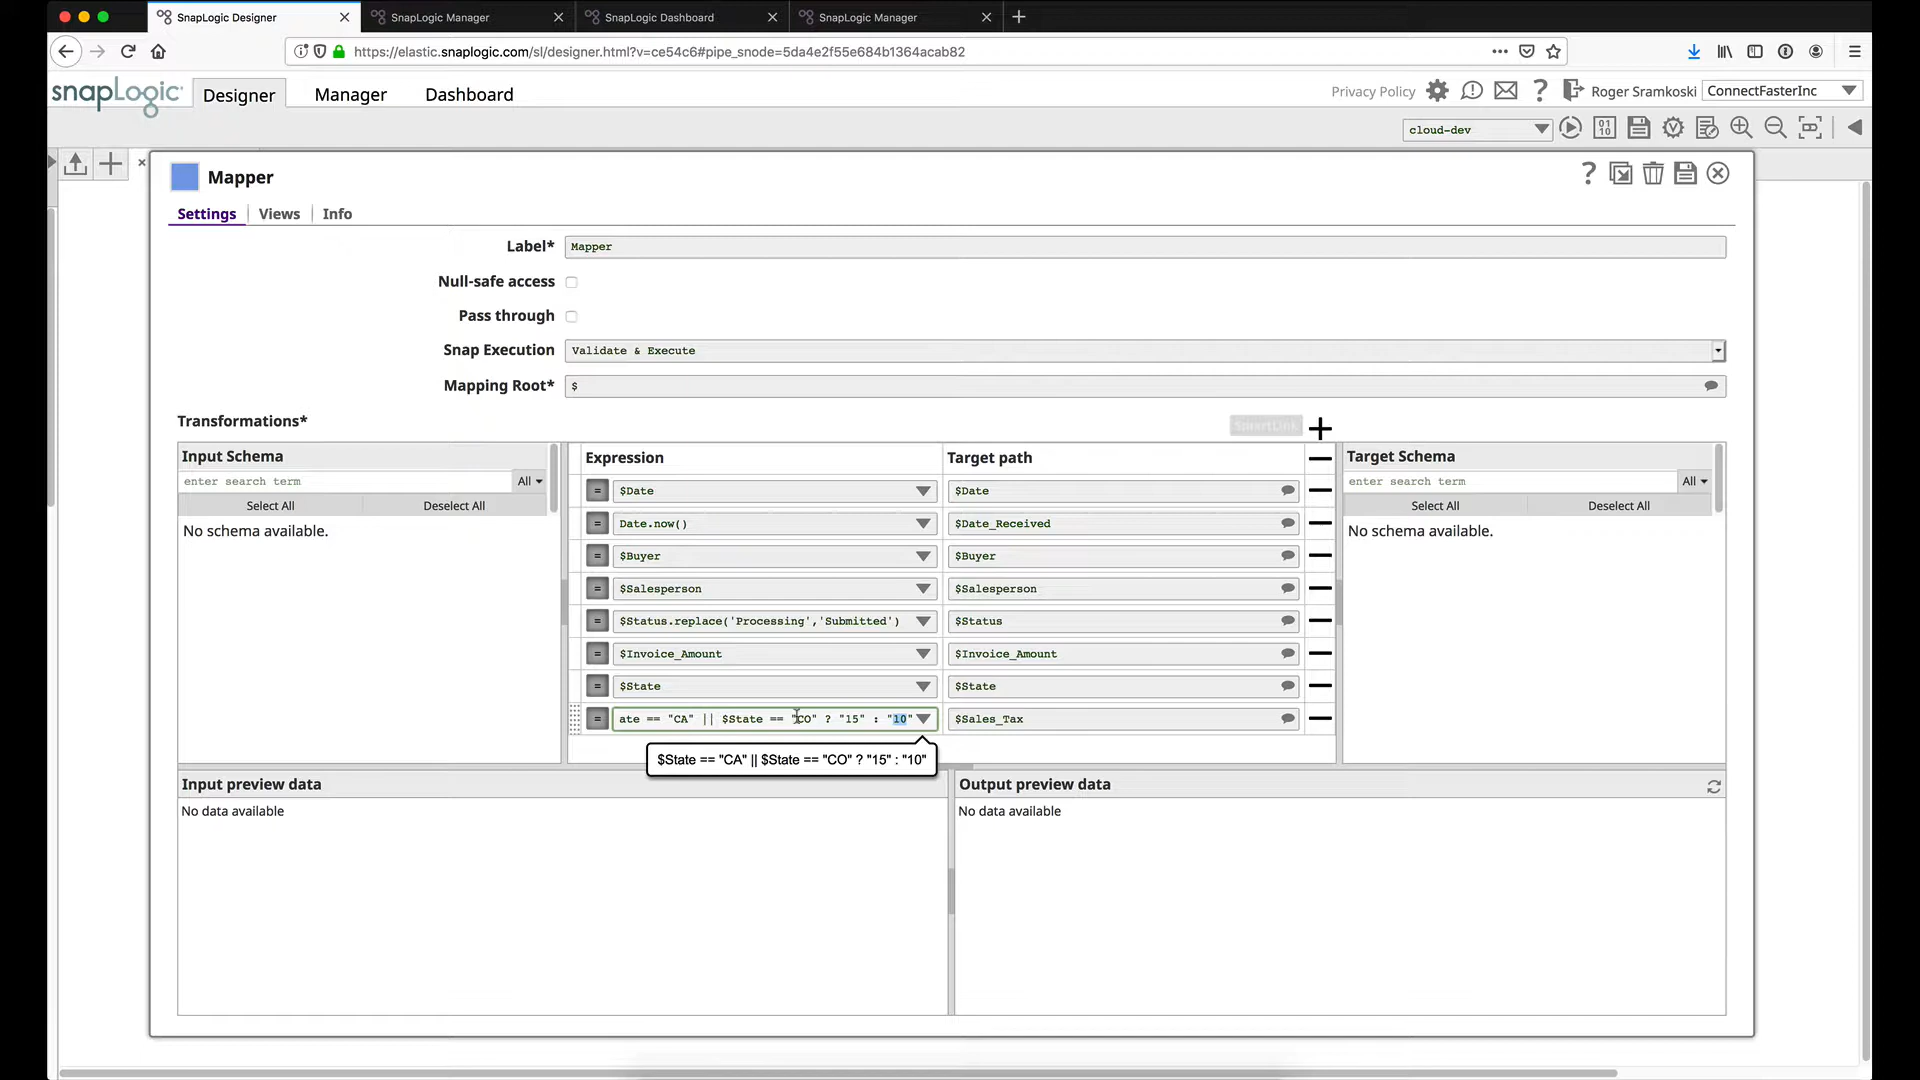 SnapLogic Designer
SnapLogic Manager
SnapLogic Dashboard
SnapLogic Manager
https://elastic.snaplogic.com/sl/designer.html?v=ce54c6#pipe_snode=5da4e2f55e684b1364acab82
snapLogic
Designer
Manager
Dashboard
Privacy Policy
Roger Sramkoski
ConnectFasterInc
cloud-dev
Mapper
Settings
Views
Info
Label*
Mapper
Null-safe access
Pass through
Snap Execution
Validate & Execute
Mapping Root*
$
Transformations*
SmartLink
Input Schema
enter search term
All
Select All
Deselect All
No schema available.
Expression
Target path
= $Date
$Date
= Date.now()
$Date_Received
= $Buyer
$Buyer
= $Salesperson
$Salesperson
= $Status.replace('Processing','Submitted')
$Status
= $Invoice_Amount
$Invoice_Amount
= $State
$State
= ate == "CA" || $State == "CO" ? "15" : "10"
$Sales_Tax
$State == "CA" || $State == "CO" ? "15" : "10"
Target Schema
enter search term
All
Select All
Deselect All
No schema available.
Input preview data
No data available
Output preview data
No data available